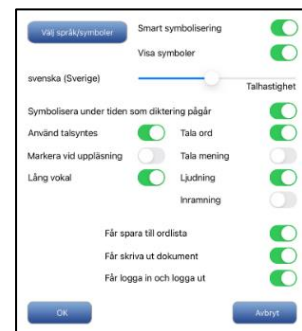 Välj språk/symboler Smart symbolisering
Visa symboler
svenska (Sverige)
Talhastighet
Symbolisera under tiden som diktering pågår
Använd talsyntes Tala ord
Markera vid uppläsning Tala mening
Lång vokal Ljudning
Inramning
Får spara till ordlista
Får skriva ut dokument
Får logga in och logga ut
OK Avbryt